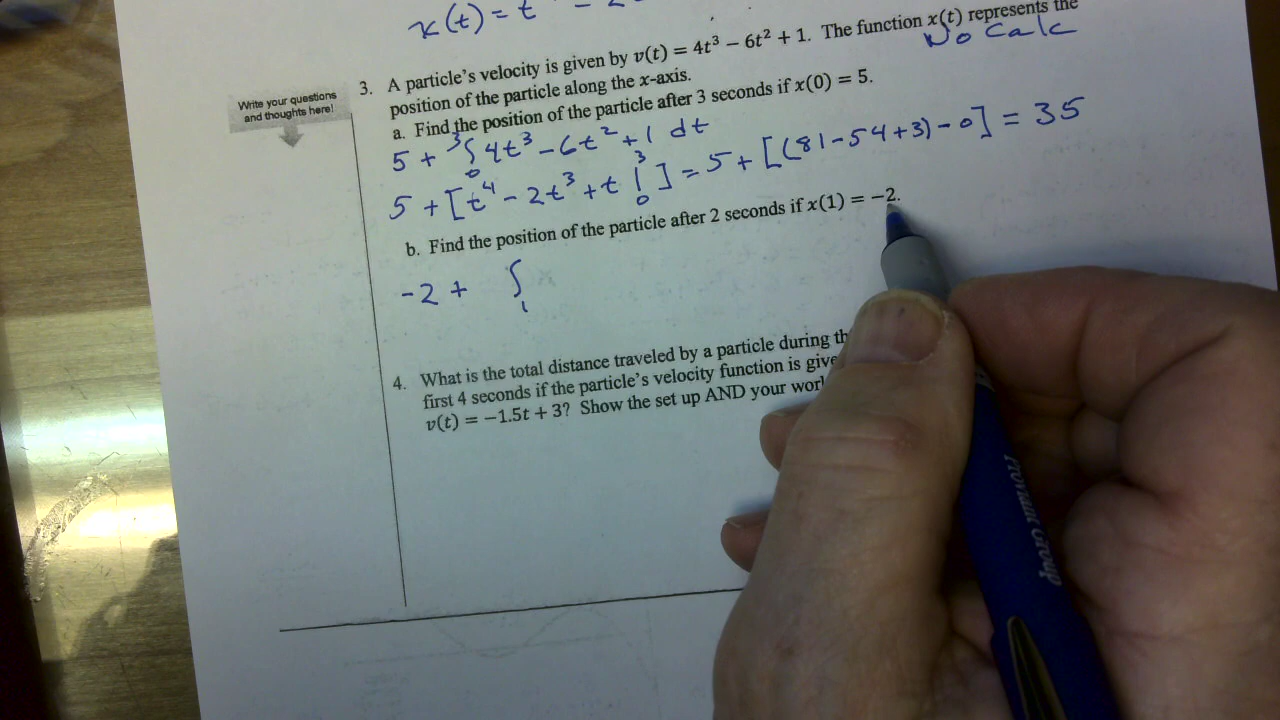 x(t) = t
3. A particle's velocity is given by v(t) = 4t³ − 6t² + 1. The function x(t) represents the
No Calc
position of the particle along the x-axis.
Write your questions
and thoughts here!
a. Find the position of the particle after 3 seconds if x(0) = 5.
5 + ∫₀³ 4t³ - 6t² + 1 dt
5 + [t⁴ - 2t³ + t |₀³ ] = 5 + [(81 - 54 + 3) - 0] = 35
b. Find the position of the particle after 2 seconds if x(1) = −2.
-2 + ∫₁
4. What is the total distance traveled by a particle during
first 4 seconds if the particle's velocity function is
v(t) = −1.5t + 3? Show the set up AND your